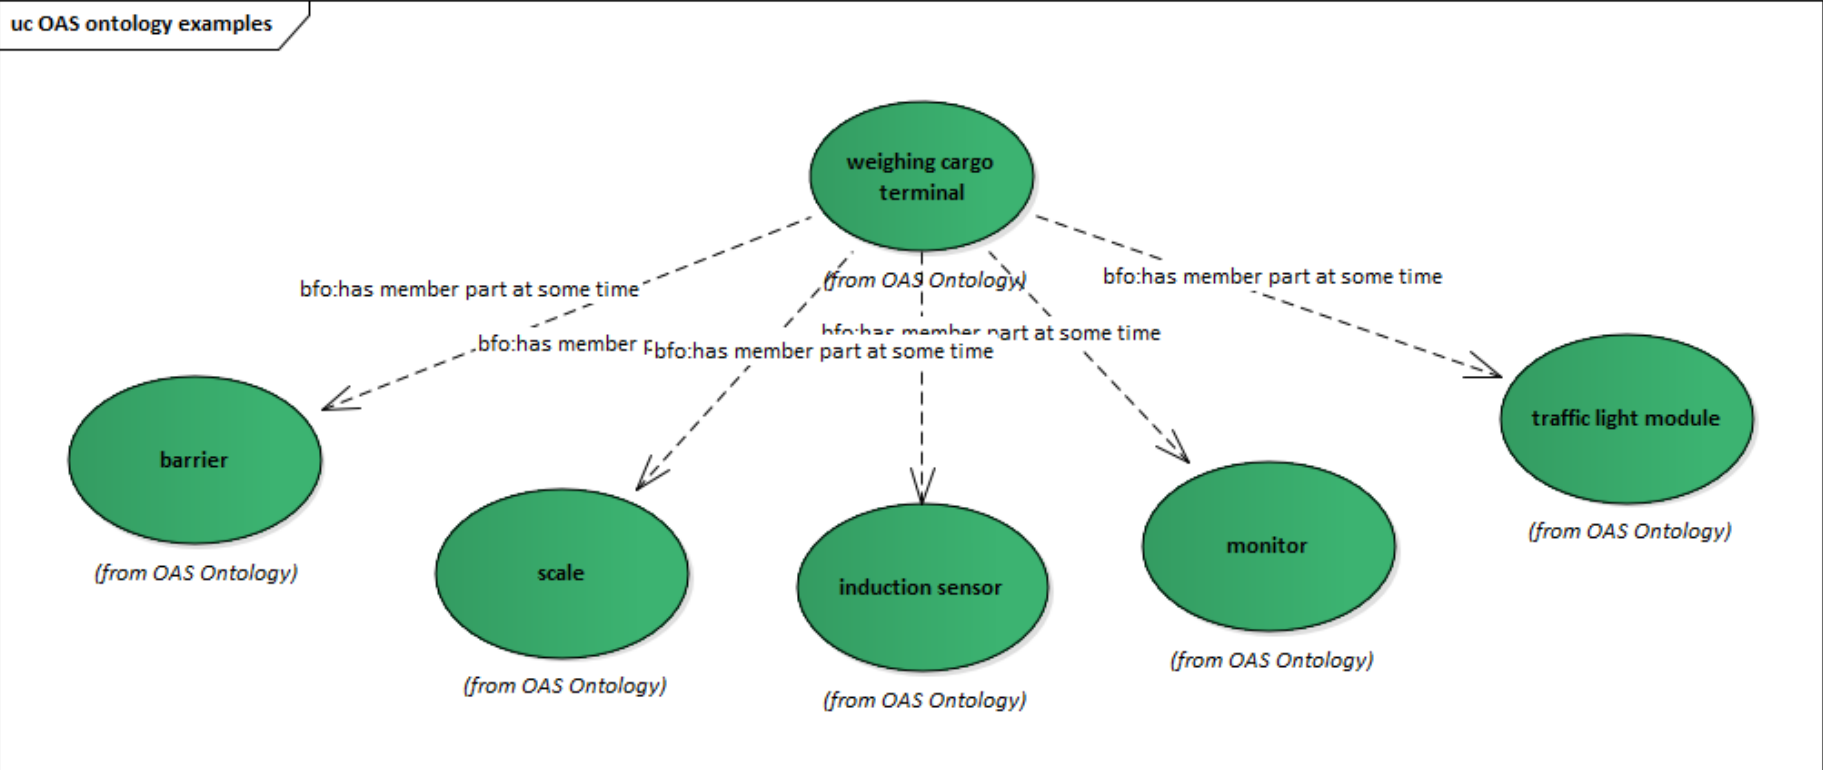 uc OAS ontology examples
weighing cargo
terminal
(from OAS Ontology)
bfo:has member part at some time
bfo:has member part at some time
bfo:has member part at some time
bfo:has member
bfo:has member part at some time
barrier
(from OAS Ontology)
scale
(from OAS Ontology)
induction sensor
(from OAS Ontology)
monitor
(from OAS Ontology)
traffic light module
(from OAS Ontology)